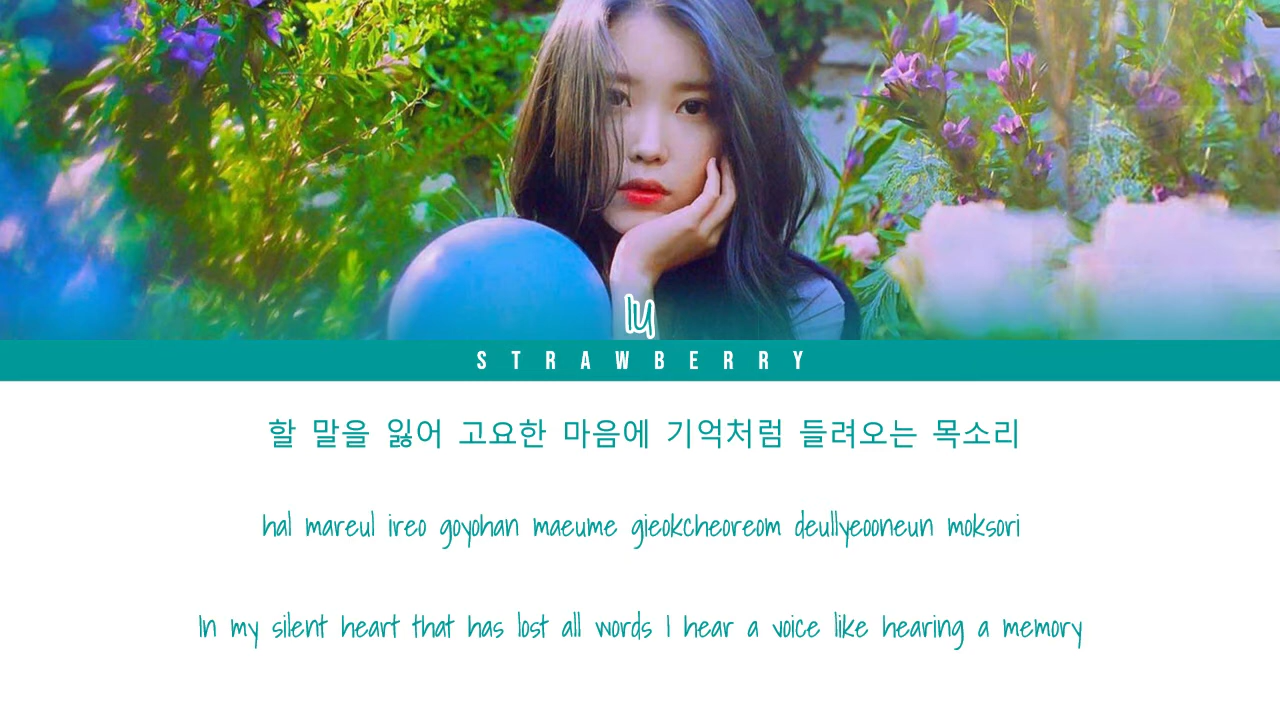 IU
STRAWBERRY
할 말을 잃어 고요한 마음에 기억처럼 들려오는 목소리
hal mareul ireo goyohan maeume gieokcheoreom deullyeooneun moksori
In my silent heart that has lost all words I hear a voice like hearing a memory